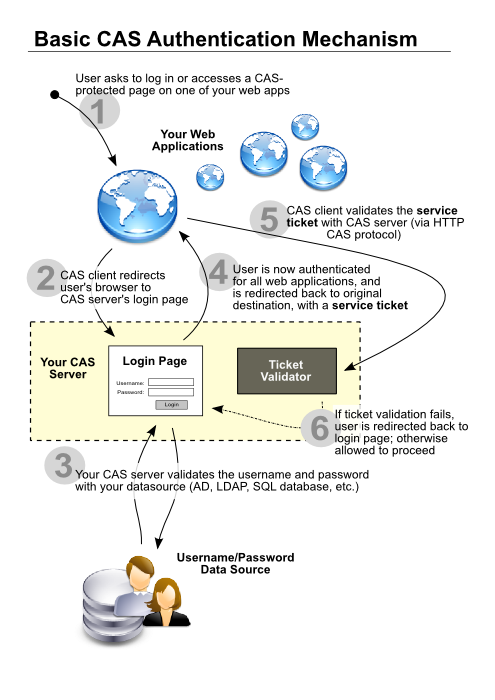 Basic CAS Authentication Mechanism
User asks to log in or accesses a CAS-
protected page on one of your web apps
1
Your Web
Applications
5
CAS client validates the service
ticket with CAS server (via HTTP
CAS protocol)
2
CAS client redirects
user's browser to
CAS server's login page
4
User is now authenticated
for all web applications, and
is redirected back to original
destination, with a service ticket
Your CAS
Server
Login Page
Username:
Password:
Login
Ticket
Validator
6
If ticket validation fails,
user is redirected back to
login page; otherwise
allowed to proceed
3
Your CAS server validates the username and password
with your datasource (AD, LDAP, SQL database, etc.)
Username/Password
Data Source